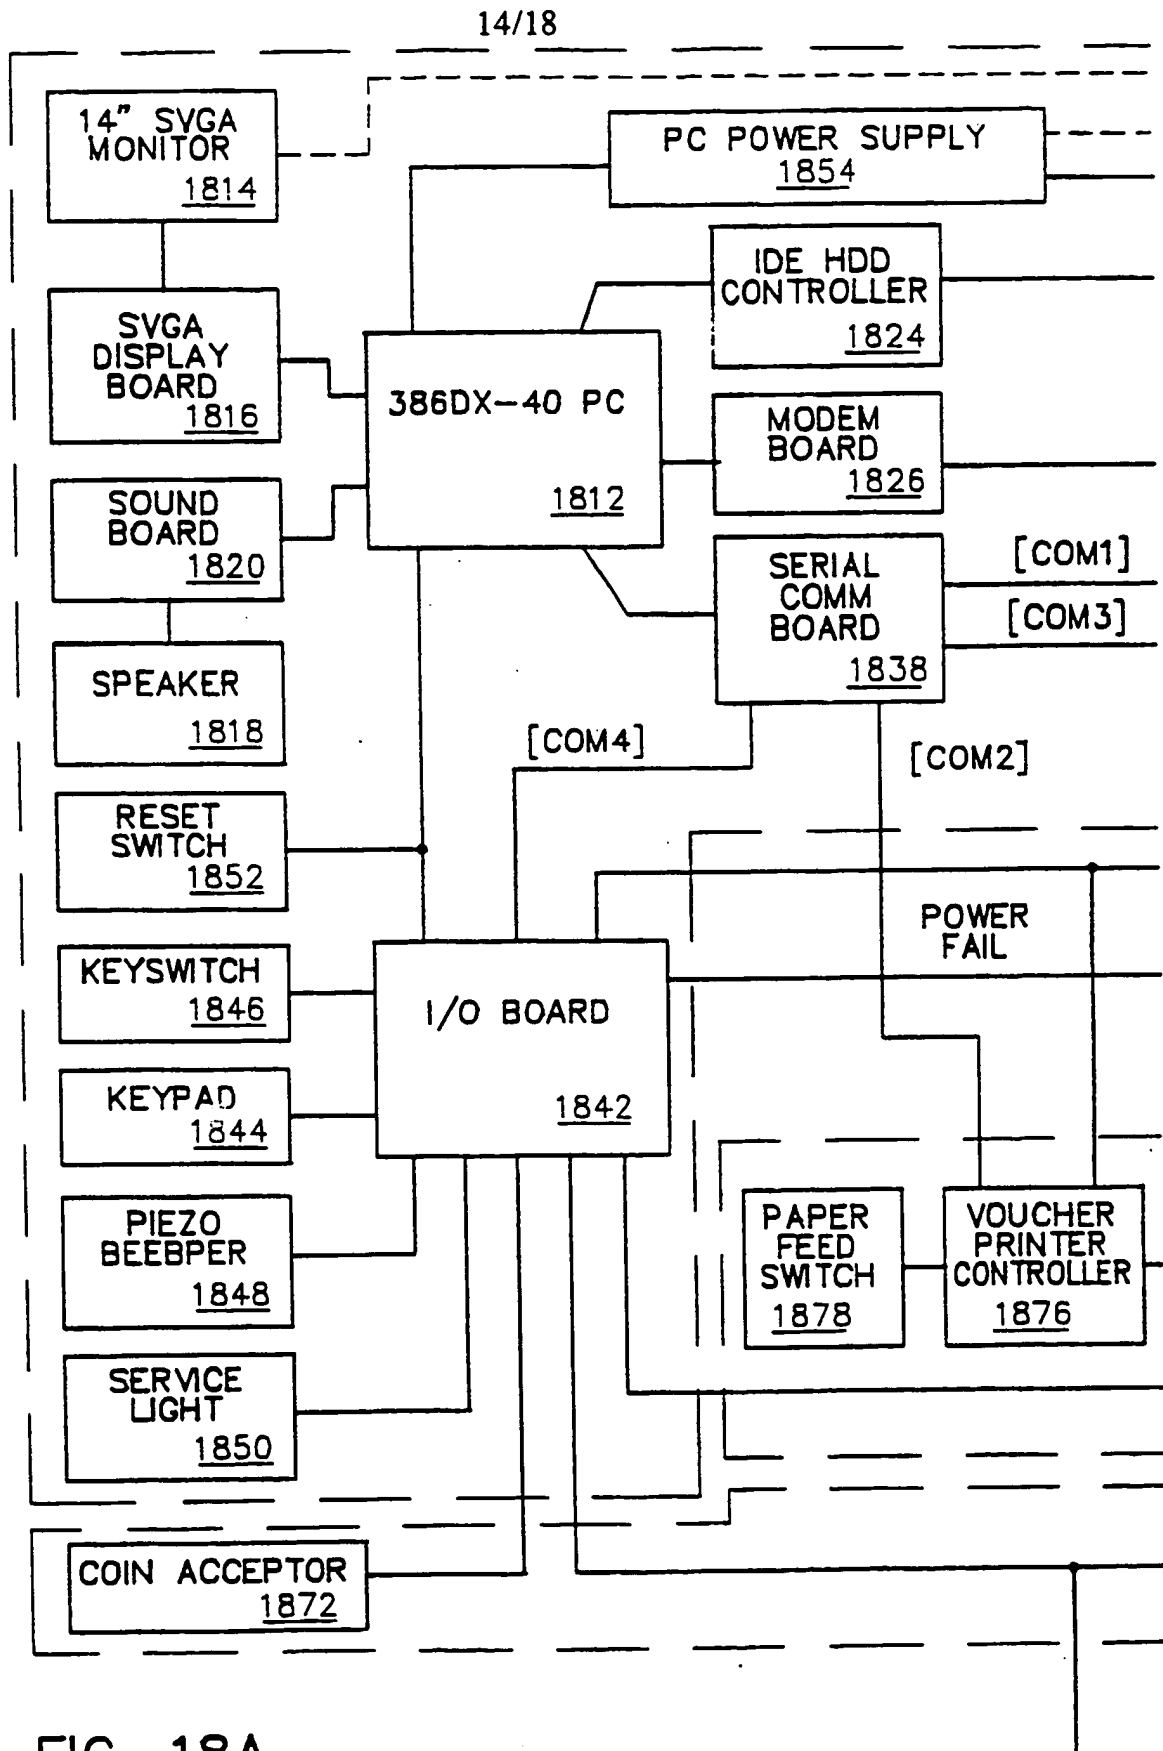 14/18
14" SVGA
MONITOR
1814
PC POWER SUPPLY
1854
IDE HDD
CONTROLLER
1824
SVGA
DISPLAY
BOARD
1816
386DX-40 PC
1812
MODEM
BOARD
1826
SOUND
BOARD
1820
SERIAL
COMM
BOARD
1838
[COM1]
[COM3]
SPEAKER
1818
[COM4]
[COM2]
RESET
SWITCH
1852
POWER
FAIL
KEYSWITCH
1846
I/O BOARD
1842
KEYPAD
1844
PIEZO
BEEBPER
1848
PAPER
FEED
SWITCH
1878
VOUCHER
PRINTER
CONTROLLER
1876
SERVICE
LIGHT
1850
COIN ACCEPTOR
1872
FIG. 18A